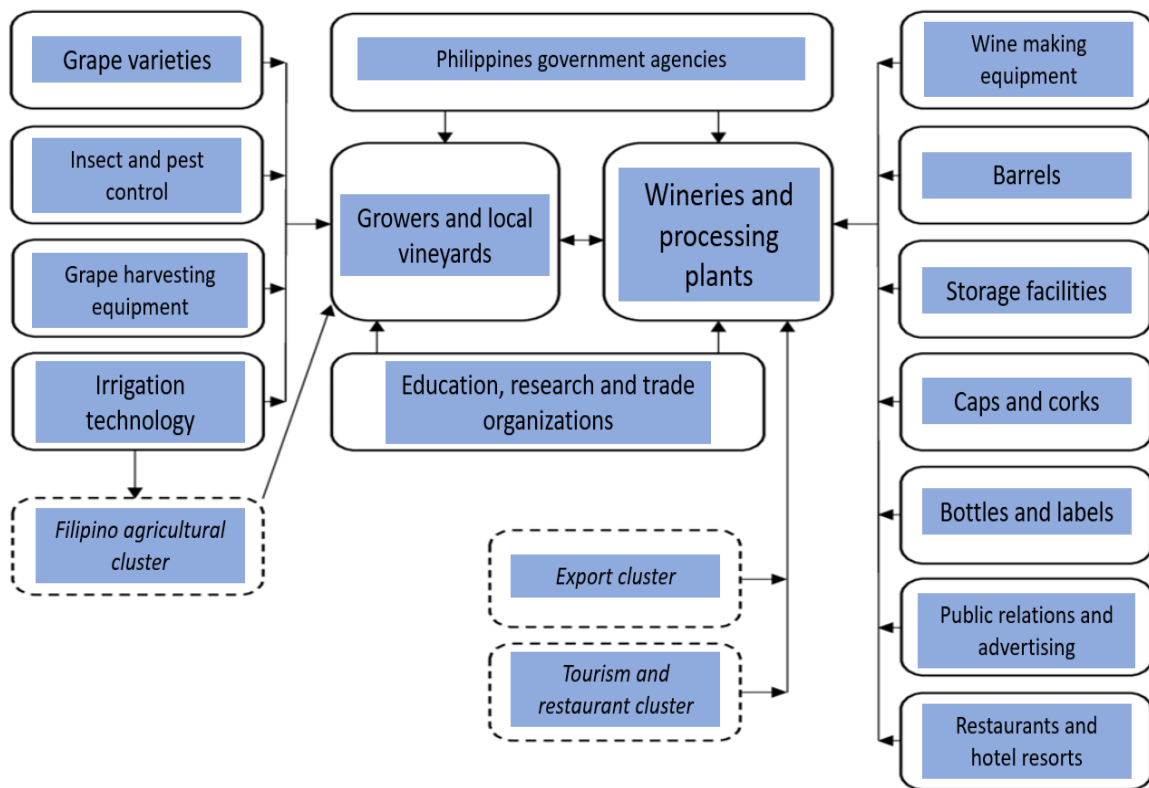 Grape varieties
Insect and pest
control
Grape harvesting
equipment
Irrigation
technology
Filipino agricultural
cluster
Philippines government agencies
Growers and local
vineyards
Wineries and
processing
plants
Education, research and trade
organizations
Export cluster
Tourism and
restaurant cluster
Wine making
equipment
Barrels
Storage facilities
Caps and corks
Bottles and labels
Public relations and
advertising
Restaurants and
hotel resorts